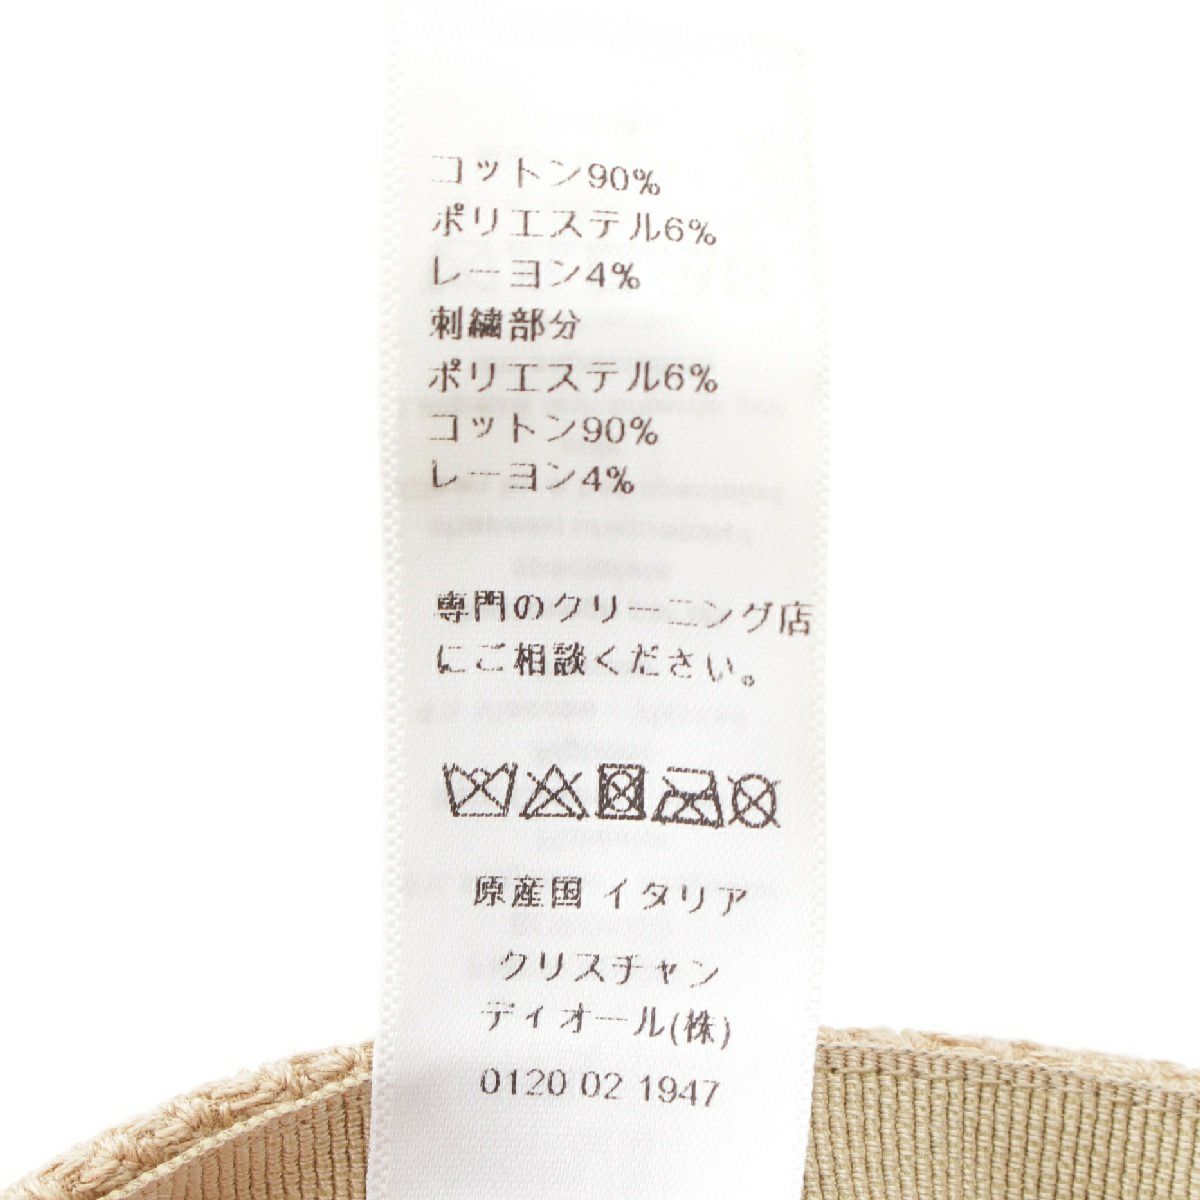 コットン90%
ポリエステル6%
レーヨン4%
刺繍部分
ポリエステル6%
コットン90%
レーヨン4%
専門のクリーニング店
にご相談ください。
原産国 イタリア
クリスチャン
ディオール(株)
0120 02 1947